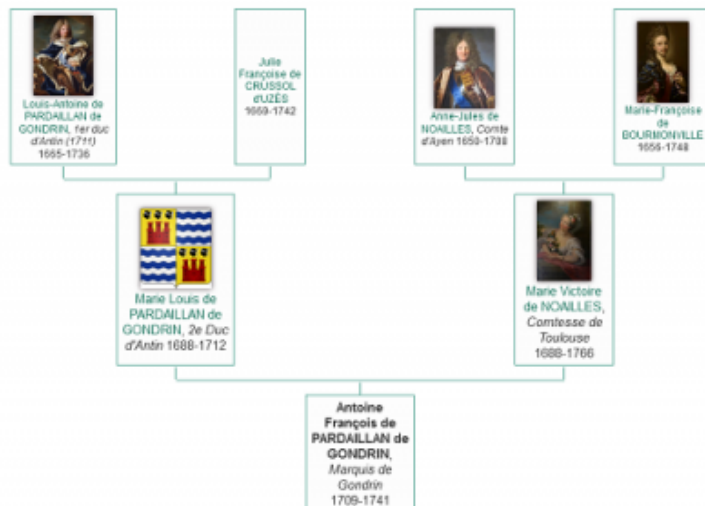 Louis-Antoine de
PARDAILLAN DE
GONDRIN, 1er duc
d'Antin (1711)
1665-1736
Julie
Françoise de
CRUSSOL
d'UZÈS
1669-1742
Anne-Jules de
NOAILLES, Comte
d'Ayen 1650-1708
Marie-Françoise
de
BOURNONVILLE
1656-1748
Marie Louis de
PARDAILLAN de
GONDRIN, 2e Duc
d'Antin 1688-1712
Marie Victoire
de NOAILLES,
Comtesse de
Toulouse
1688-1766
Antoine
François de
PARDAILLAN de
GONDRIN,
Marquis de
Gondrin
1709-1741